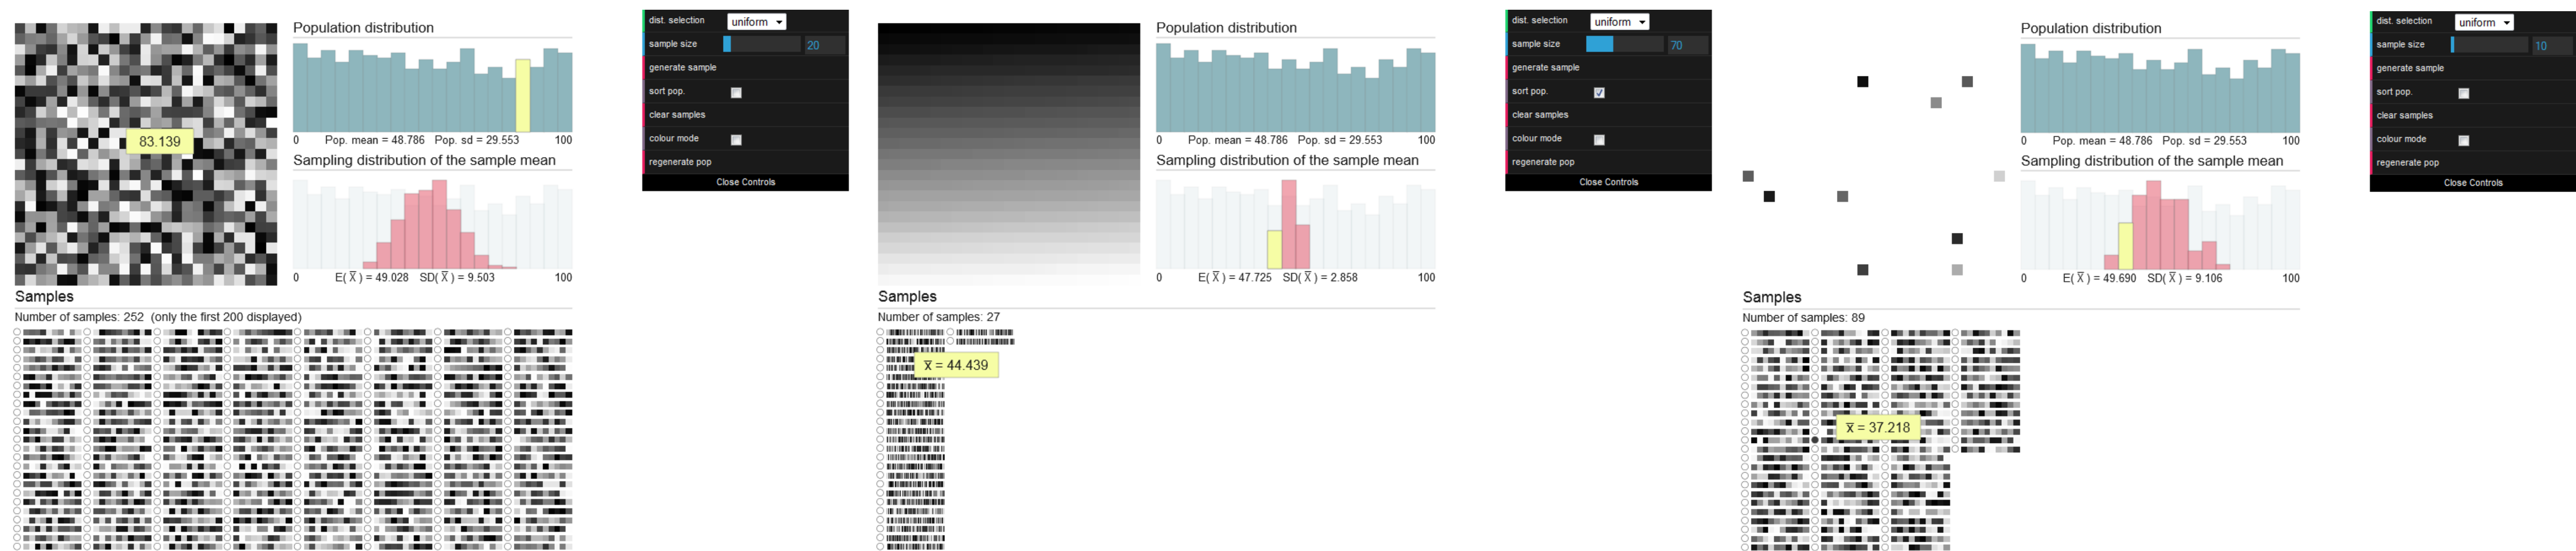 Population distribution
83.139
0 Pop. mean = 48.786 Pop. sd = 29.553 100
Sampling distribution of the sample mean
0 E( X̅ ) = 49.028 SD( X̅ ) = 9.503 100
Samples
Number of samples: 252 (only the first 200 displayed)
dist. selection uniform
sample size 20
generate sample
sort pop.
clear samples
colour mode
regenerate pop
Close Controls
Population distribution
0 Pop. mean = 48.786 Pop. sd = 29.553 100
Sampling distribution of the sample mean
0 E( X̅ ) = 47.725 SD( X̅ ) = 2.858 100
Samples
Number of samples: 27
x̅ = 44.439
dist. selection uniform
sample size 70
generate sample
sort pop.
clear samples
colour mode
regenerate pop
Close Controls
Population distribution
0 Pop. mean = 48.786 Pop. sd = 29.553 100
Sampling distribution of the sample mean
0 E( X̅ ) = 49.690 SD( X̅ ) = 9.106 100
Samples
Number of samples: 89
x̅ = 37.218
dist. selection uniform
sample size 10
generate sample
sort pop.
clear samples
colour mode
regenerate pop
Close Controls